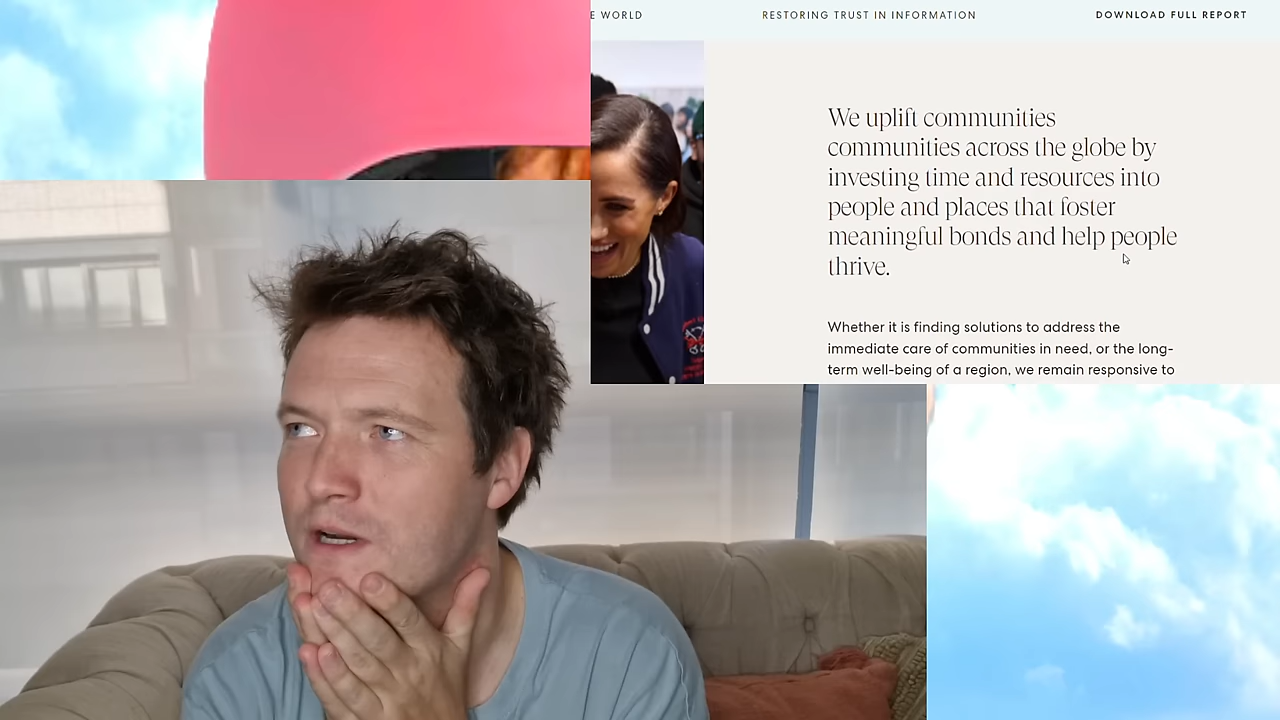 E WORLD
RESTORING TRUST IN INFORMATION
DOWNLOAD FULL REPORT
We uplift communities
communities across the globe by
investing time and resources into
people and places that foster
meaningful bonds and help people
thrive.
Whether it is finding solutions to address the
immediate care of communities in need, or the long-
term well-being of a region, we remain responsive to